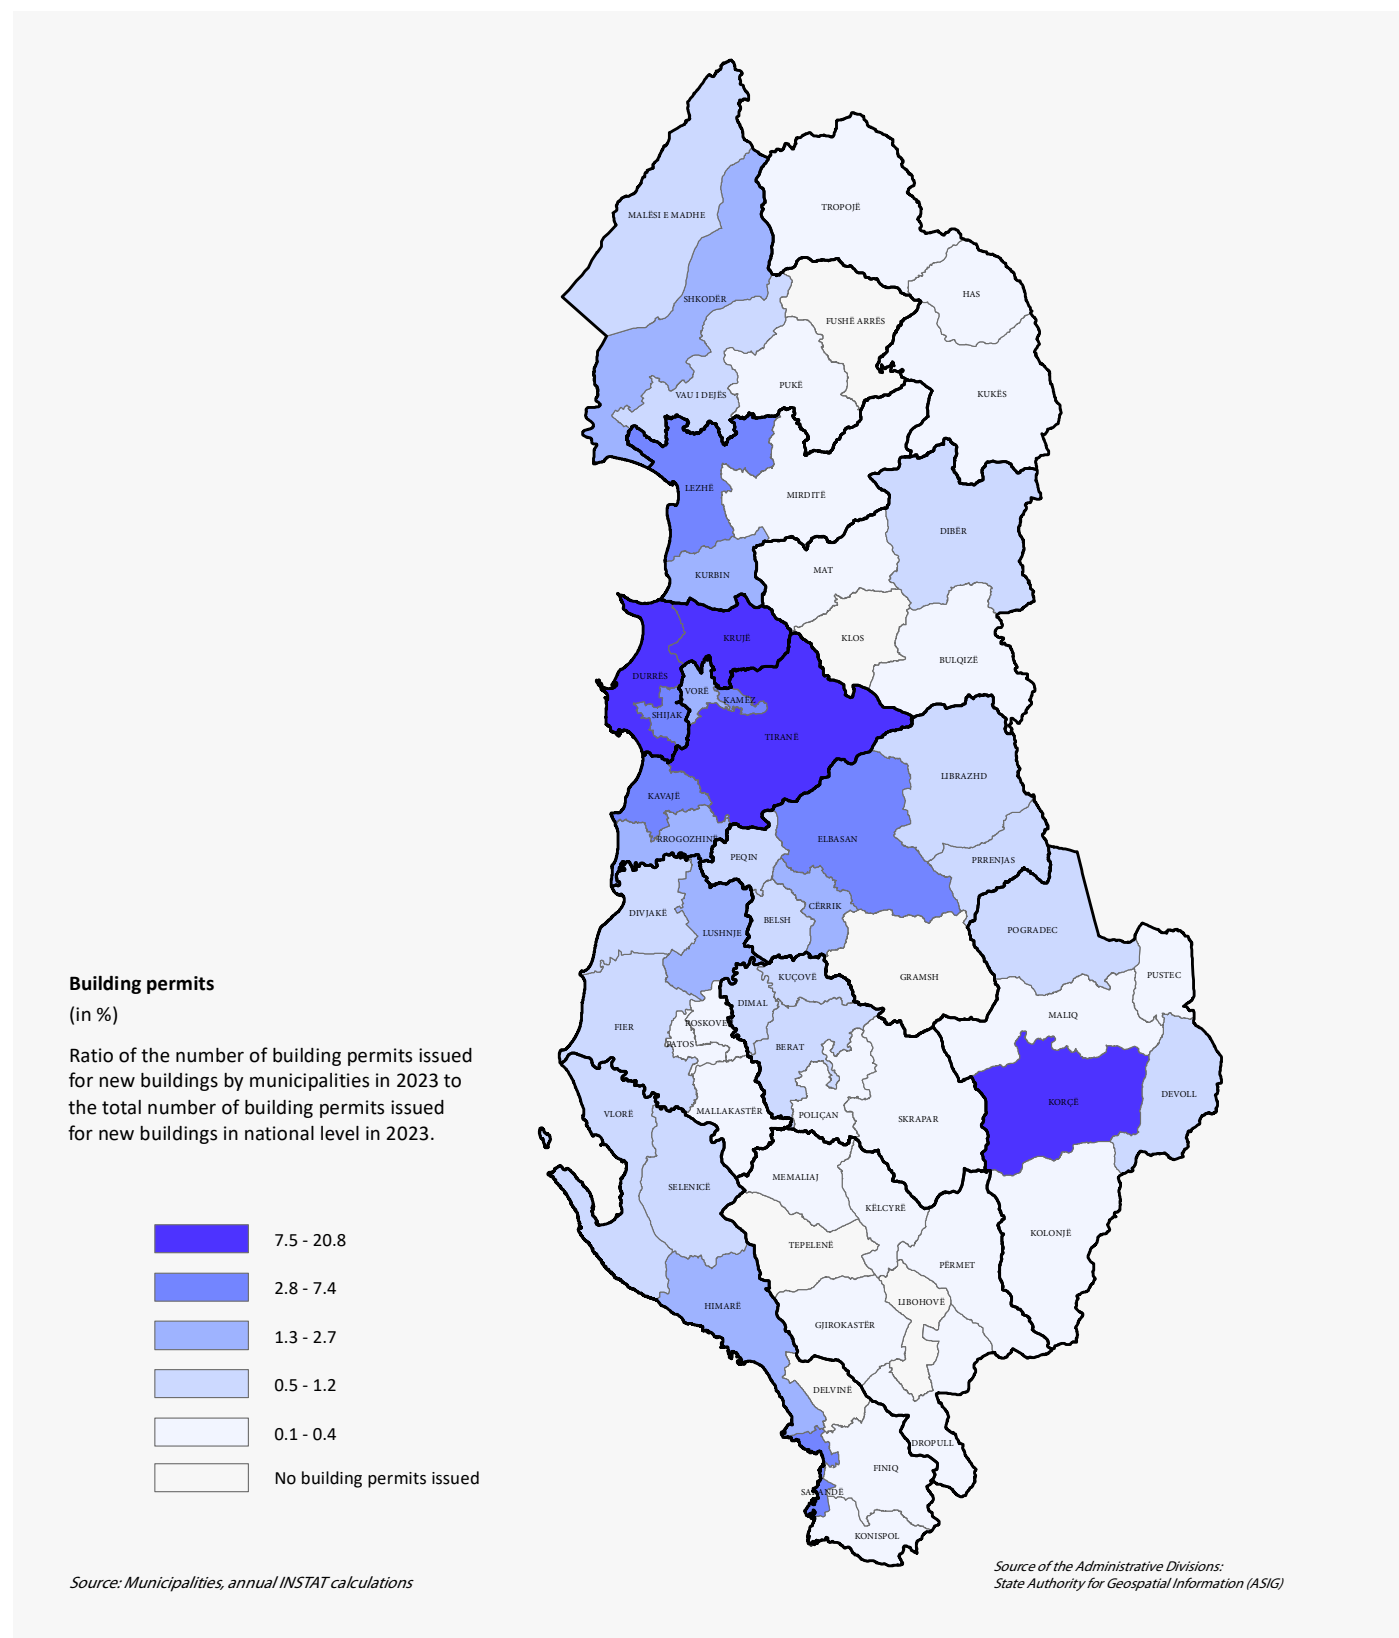 MALËSI E MADHE
TROPOJË
HAS
SHKODËR
FUSHË ARRËS
PUKË
VAU I DEJËS
KUKËS
LEZHË
MIRDITË
DIBËR
KURBIN
MAT
KRUJË
KLOS
BULQIZË
DURRËS
VORË
KAMËZ
SHIJAK
TIRANË
LIBRAZHD
KAVAJË
RROGOZHINË
ELBASAN
PEQIN
PRRENJAS
CËRRIK
DIVJAKË
BELSH
LUSHNJE
POGRADEC
KUÇOVË
GRAMSH
PUSTEC
DIMAL
MALIQ
FIER
ROSKOVEC
PATOS
BERAT
DEVOLL
KORÇË
VLORË
MALLAKASTËR
POLIÇAN
SKRAPAR
MEMALIAJ
SELENICË
KËLCYRË
KOLONJË
TEPELENË
PËRMET
LIBOHOVË
HIMARË
GJIROKASTËR
DELVINË
DROPULL
FINIQ
SARANDË
KONISPOL
Building permits
(in %)
Ratio of the number of building permits issued
for new buildings by municipalities in 2023 to
the total number of building permits issued
for new buildings in national level in 2023.
7.5 - 20.8
2.8 - 7.4
1.3 - 2.7
0.5 - 1.2
0.1 - 0.4
No building permits issued
Source: Municipalities, annual INSTAT calculations
Source of the Administrative Divisions:
State Authority for Geospatial Information (ASIG)